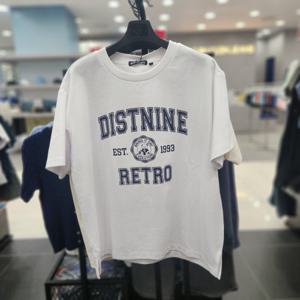 DISTNINE
EST. 1993
RETRO